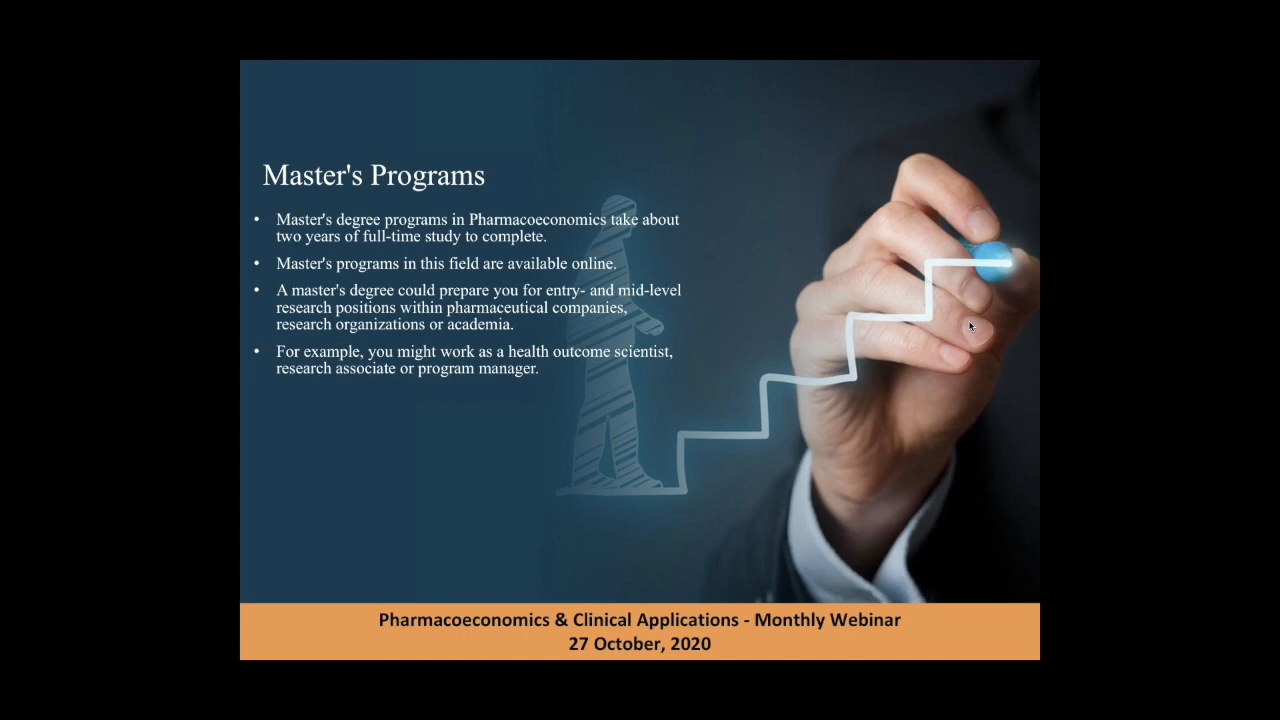 Master's Programs
• Master's degree programs in Pharmacoeconomics take about
two years of full-time study to complete.
• Master's programs in this field are available online.
• A master's degree could prepare you for entry- and mid-level
research positions within pharmaceutical companies,
research organizations or academia.
• For example, you might work as a health outcome scientist,
research associate or program manager.
Pharmacoeconomics & Clinical Applications - Monthly Webinar
27 October, 2020